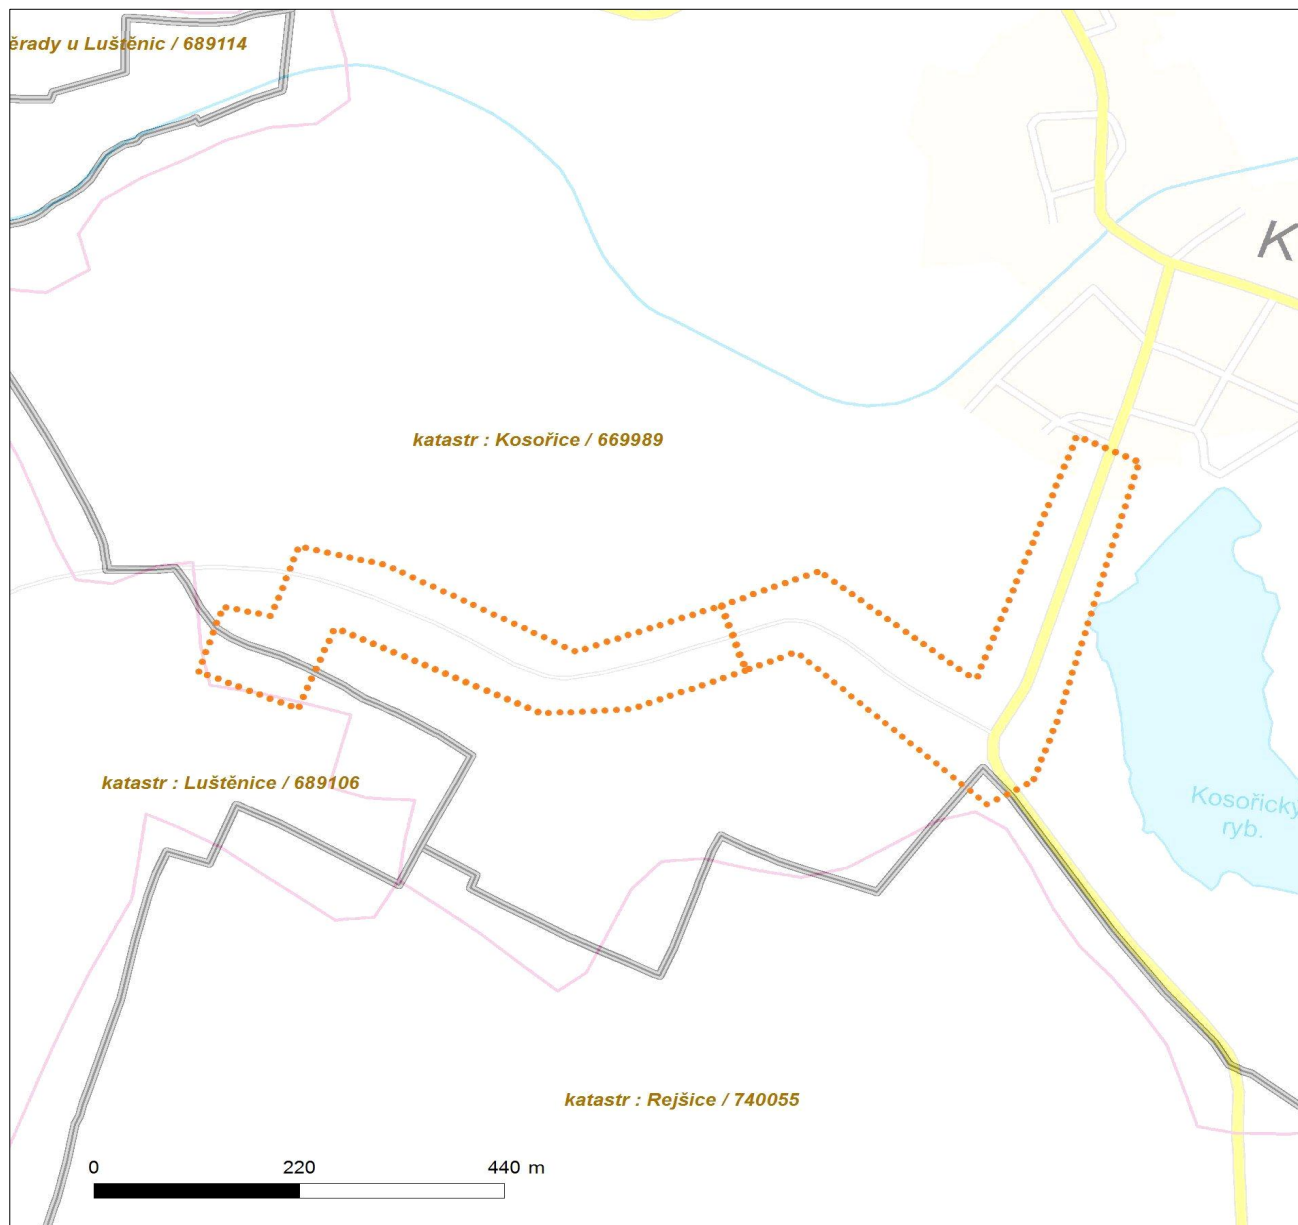 ěrady u Luštěnic / 689114
K
katastr : Kosořice / 669989
katastr : Luštěnice / 689106
Kosořický
ryb.
katastr : Rejšice / 740055
0 220 440 m